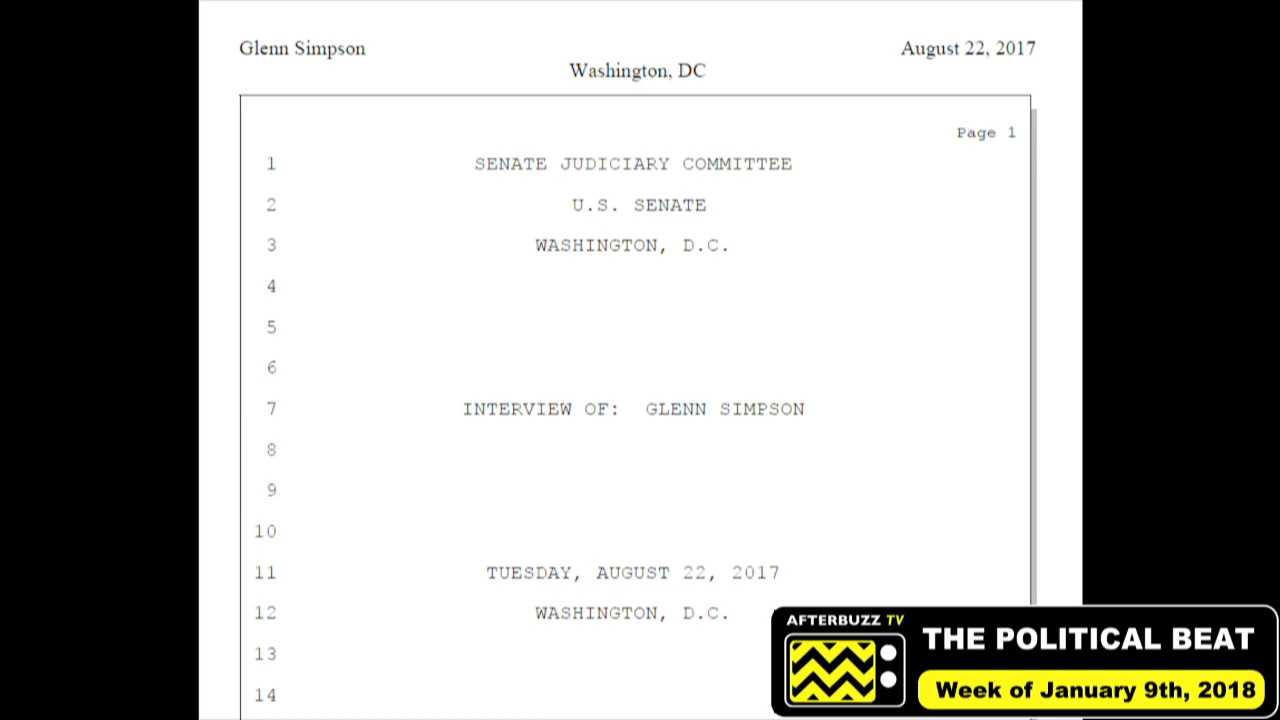 Glenn Simpson August 22, 2017
Washington, DC
Page 1
1 SENATE JUDICIARY COMMITTEE
2 U.S. SENATE
3 WASHINGTON, D.C.
4
5
6
7 INTERVIEW OF: GLENN SIMPSON
8
9
10
11 TUESDAY, AUGUST 22, 2017
12 WASHINGTON, D.C.
13
14
AFTERBUZZ TV
THE POLITICAL BEAT
Week of January 9th, 2018